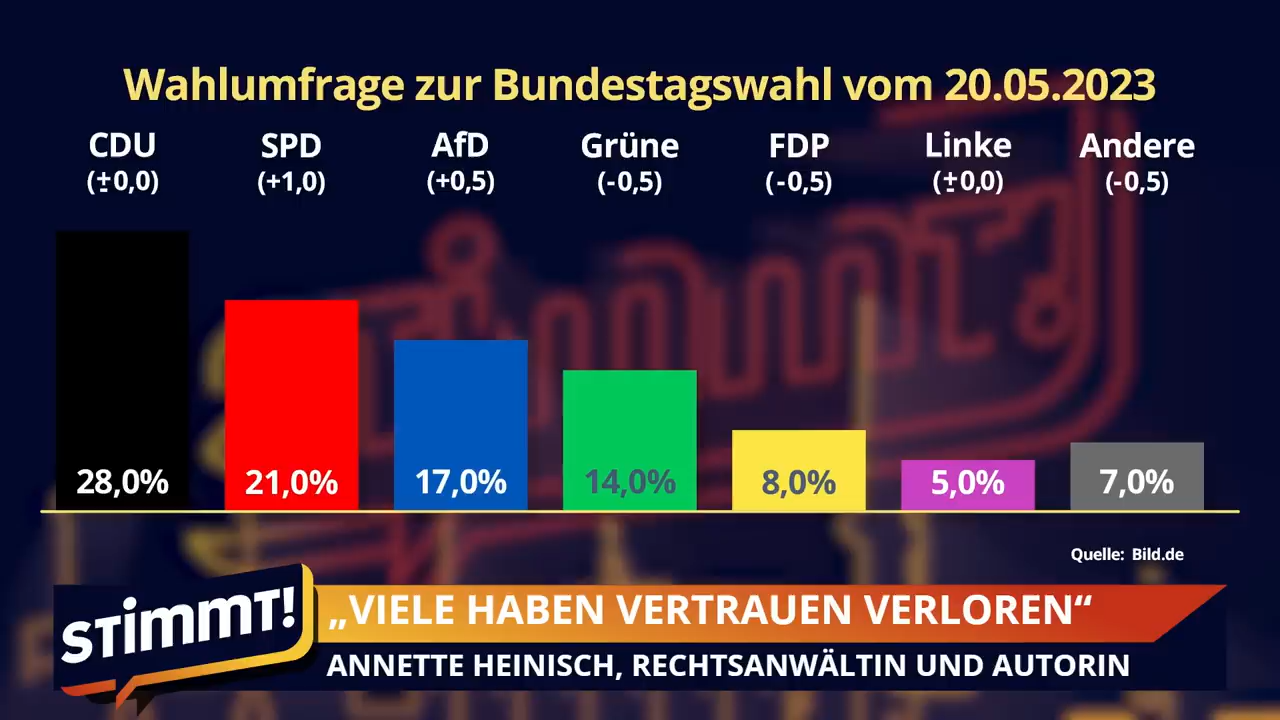 Wahlumfrage zur Bundestagswahl vom 20.05.2023
CDU SPD AfD Grüne FDP Linke Andere
(±0,0) (+1,0) (+0,5) (-0,5) (-0,5) (±0,0) (-0,5)
28,0% 21,0% 17,0% 14,0% 8,0% 5,0% 7,0%
Quelle: Bild.de
STimmT!
„VIELE HABEN VERTRAUEN VERLOREN“
ANNETTE HEINISCH, RECHTSANWÄLTIN UND AUTORIN